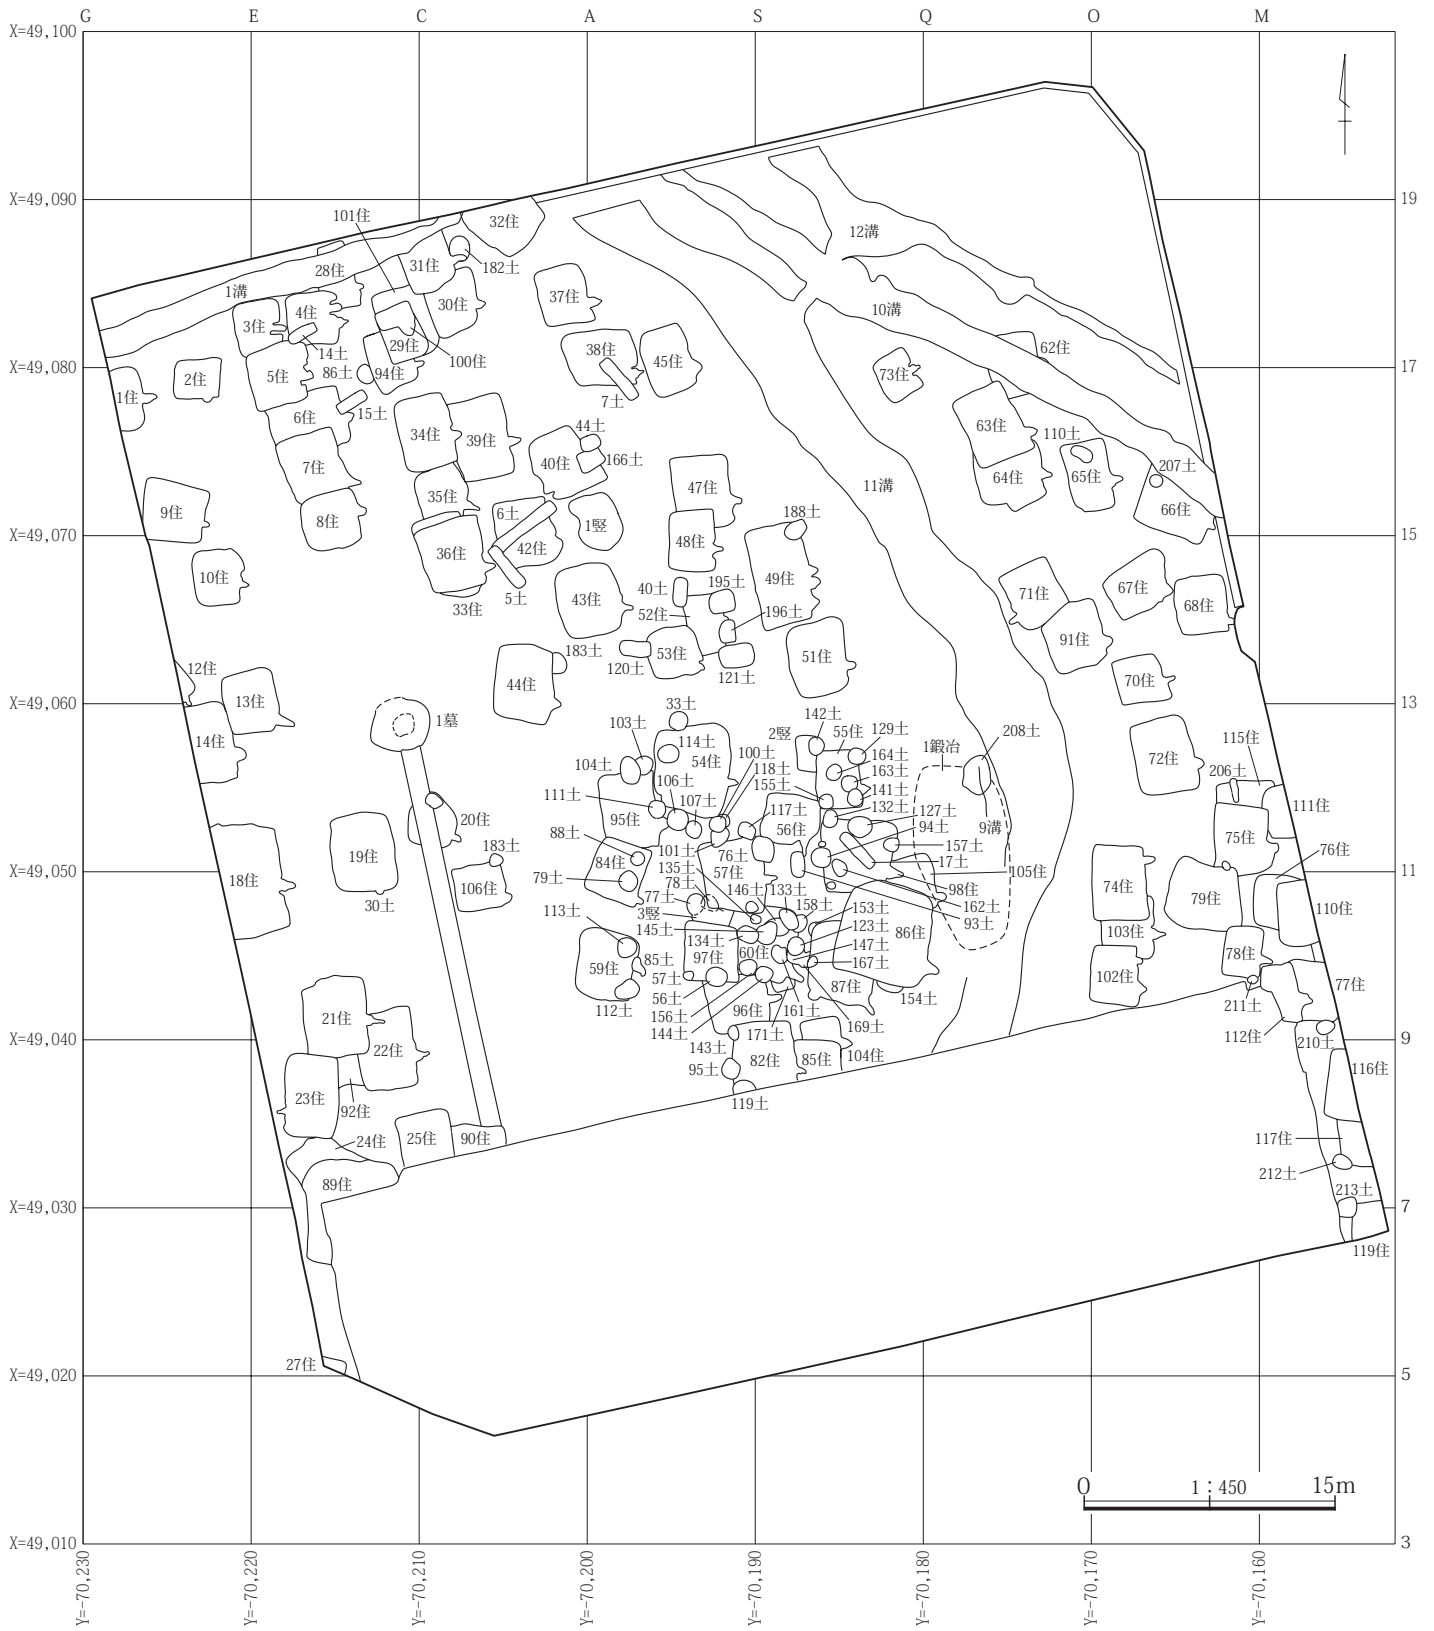 G E C A S Q O M
X=49,100
X=49,090
19
101住
32住
12溝
28住
31住
182土
1溝
37住
30住
10溝
3住
4住
62住
14土
29住
100住
38住
45住
X=49,080
2住
5住
86土
94住
73住
17
1住
7土
6住
15土
34住
39住
44土
63住
110土
7住
40住
166土
207土
35住
47住
64住
65住
11溝
9住
8住
6土
1竪
188土
66住
X=49,070
36住
42住
48住
15
10住
5土
43住
40土
195土
49住
71住
67住
68住
33住
52住
196土
91住
183土
53住
51住
12住
120土
121土
44住
70住
13住
X=49,060
33土
13
14住
1墓
103土
142土
55住
129土
208土
2竪
114土
54住
100土
164土
1鍛冶
115住
72住
104土
118土
163土
106土
155土
141土
206土
111土
107土
132土
111住
95住
117土
127土
20住
56住
94土
9溝
75住
88土
183土
101土
76土
157土
76住
19住
84住
135土
57住
17土
105住
X=49,050
11
18住
106住
79土
78土
146土
133土
98住
74住
79住
30土
77土
158土
162土
113土
3竪
153土
93土
110住
145土
123土
86住
103住
134土
147土
78住
59住
85土
97住
60住
167土
102住
57土
87住
77住
112土
56土
154土
211土
21住
156土
96住
161土
144土
171土
169土
112住
210土
X=49,040
22住
143土
82住
85住
104住
9
95土
116住
23住
92住
119土
24住
25住
90住
117住
212土
89住
213土
X=49,030
7
119住
27住
X=49,020
5
0 1：450 15m
X=49,010
3
Y=-70,230
Y=-70,220
Y=-70,210
Y=-70,200
Y=-70,190
Y=-70,180
Y=-70,170
Y=-70,160